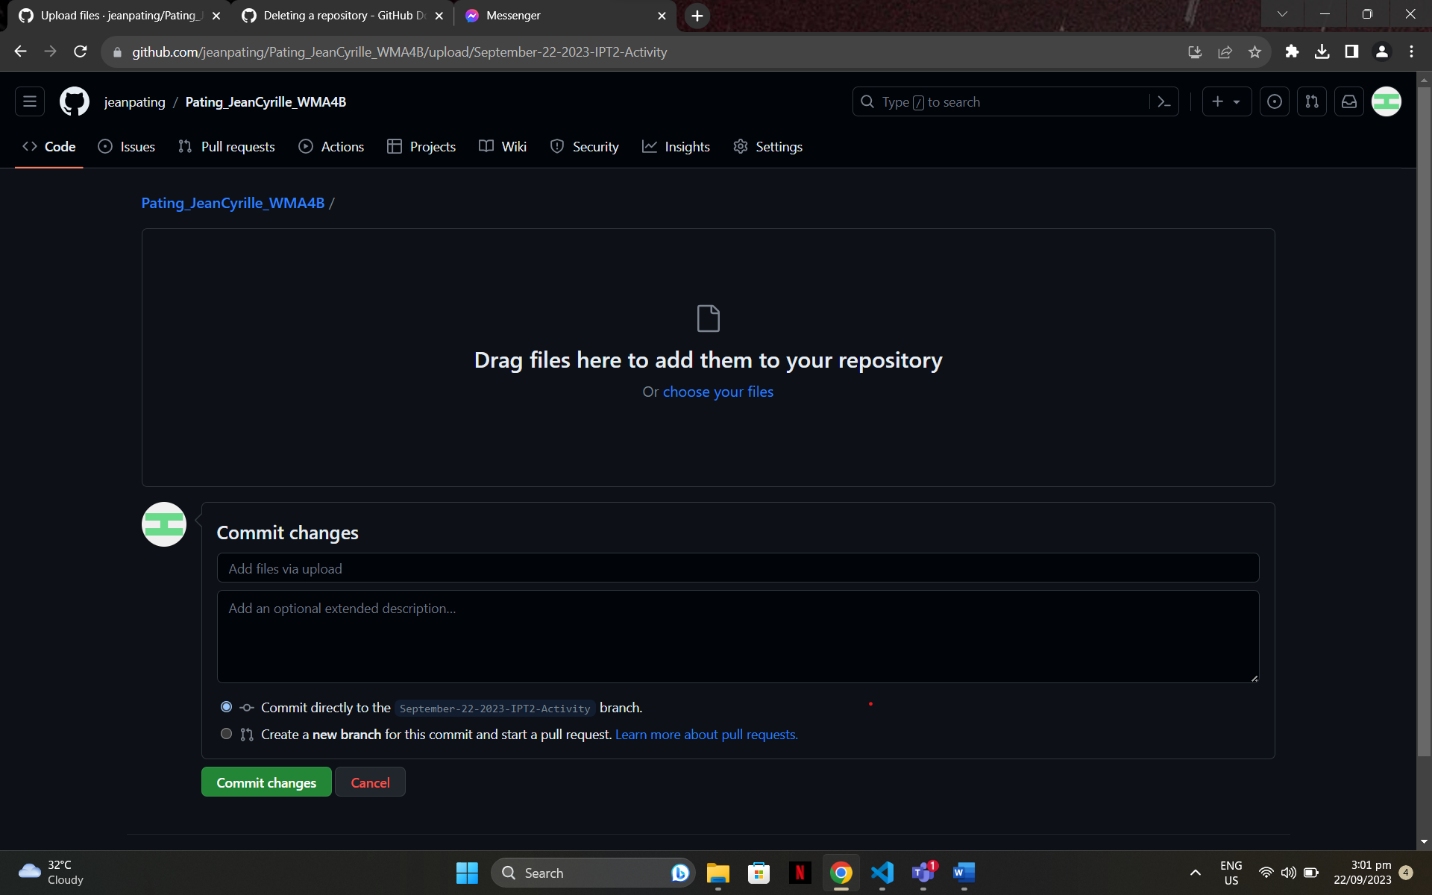 Upload files · jeanpating/Pating_J
Deleting a repository - GitHub Do
Messenger
github.com/jeanpating/Pating_JeanCyrille_WMA4B/upload/September-22-2023-IPT2-Activity
jeanpating / Pating_JeanCyrille_WMA4B
Type / to search
Code
Issues
Pull requests
Actions
Projects
Wiki
Security
Insights
Settings
Pating_JeanCyrille_WMA4B /
Drag files here to add them to your repository
Or choose your files
Commit changes
Add files via upload
Add an optional extended description...
Commit directly to the September-22-2023-IPT2-Activity branch.
Create a new branch for this commit and start a pull request. Learn more about pull requests.
Commit changes
Cancel
32°C
Cloudy
Search
1
ENG
US
3:01 pm
22/09/2023
4